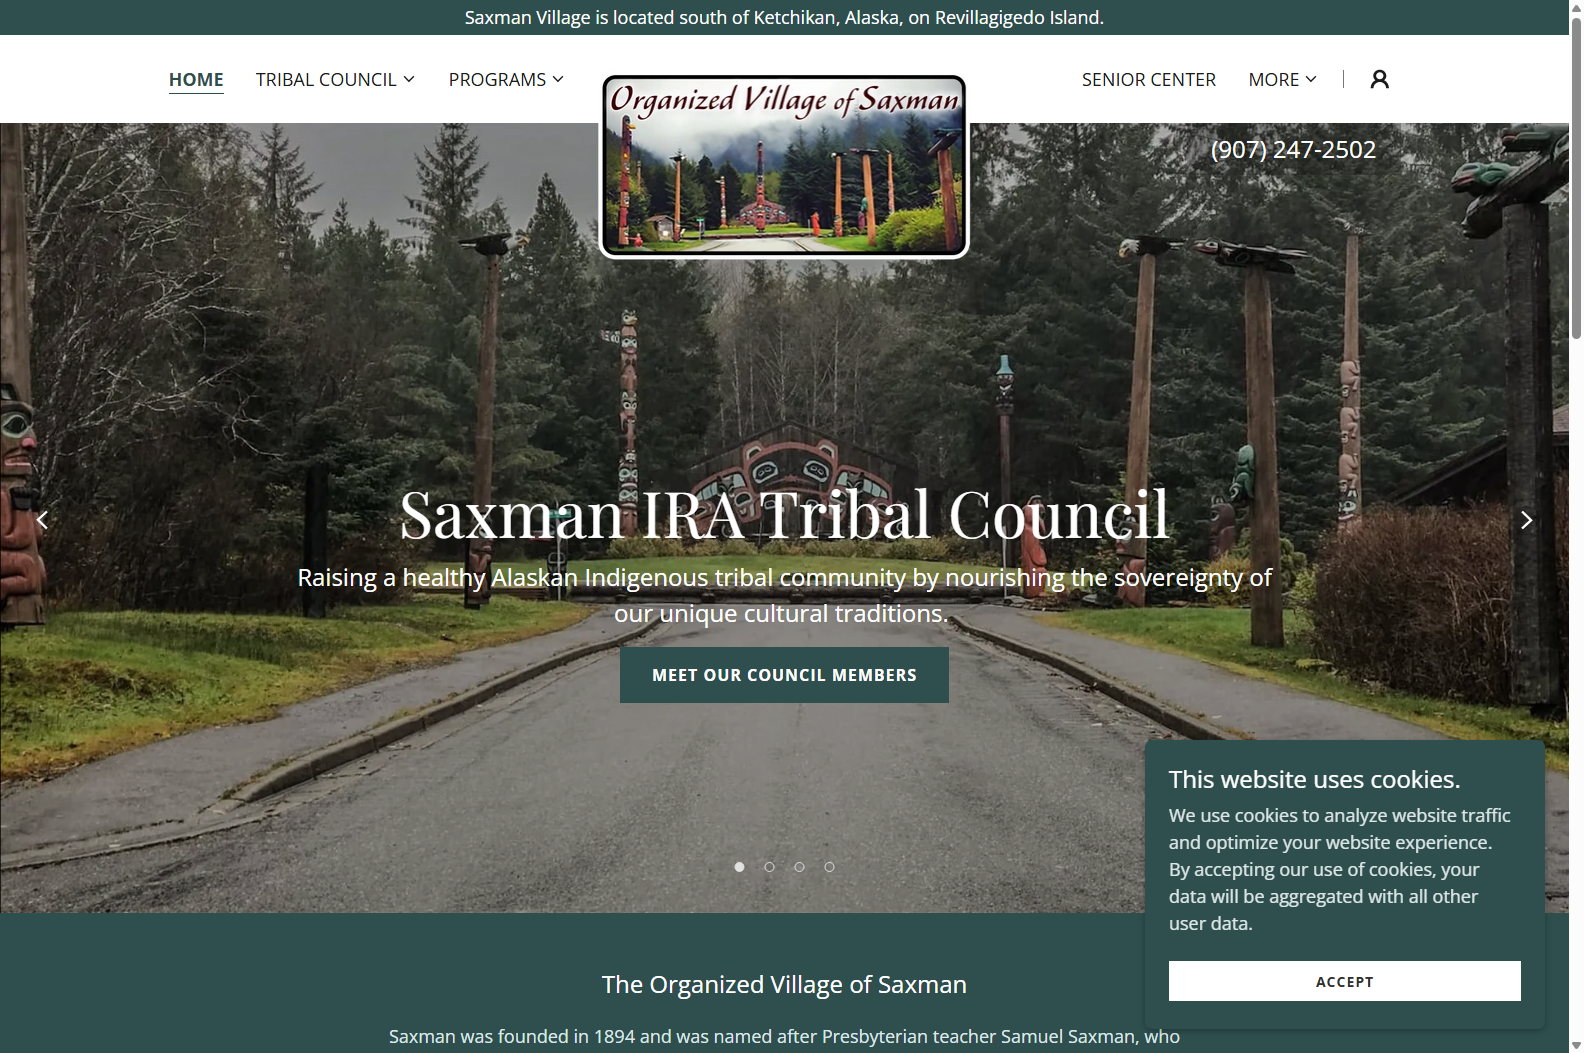 Saxman Village is located south of Ketchikan, Alaska, on Revillagigedo Island.
HOME
TRIBAL COUNCIL
PROGRAMS
Organized Village of Saxman
SENIOR CENTER
MORE
(907) 247-2502
Saxman IRA Tribal Council
Raising a healthy Alaskan Indigenous tribal community by nourishing the sovereignty of
our unique cultural traditions.
MEET OUR COUNCIL MEMBERS
This website uses cookies.
We use cookies to analyze website traffic
and optimize your website experience.
By accepting our use of cookies, your
data will be aggregated with all other
user data.
ACCEPT
The Organized Village of Saxman
Saxman was founded in 1894 and was named after Presbyterian teacher Samuel Saxman, who